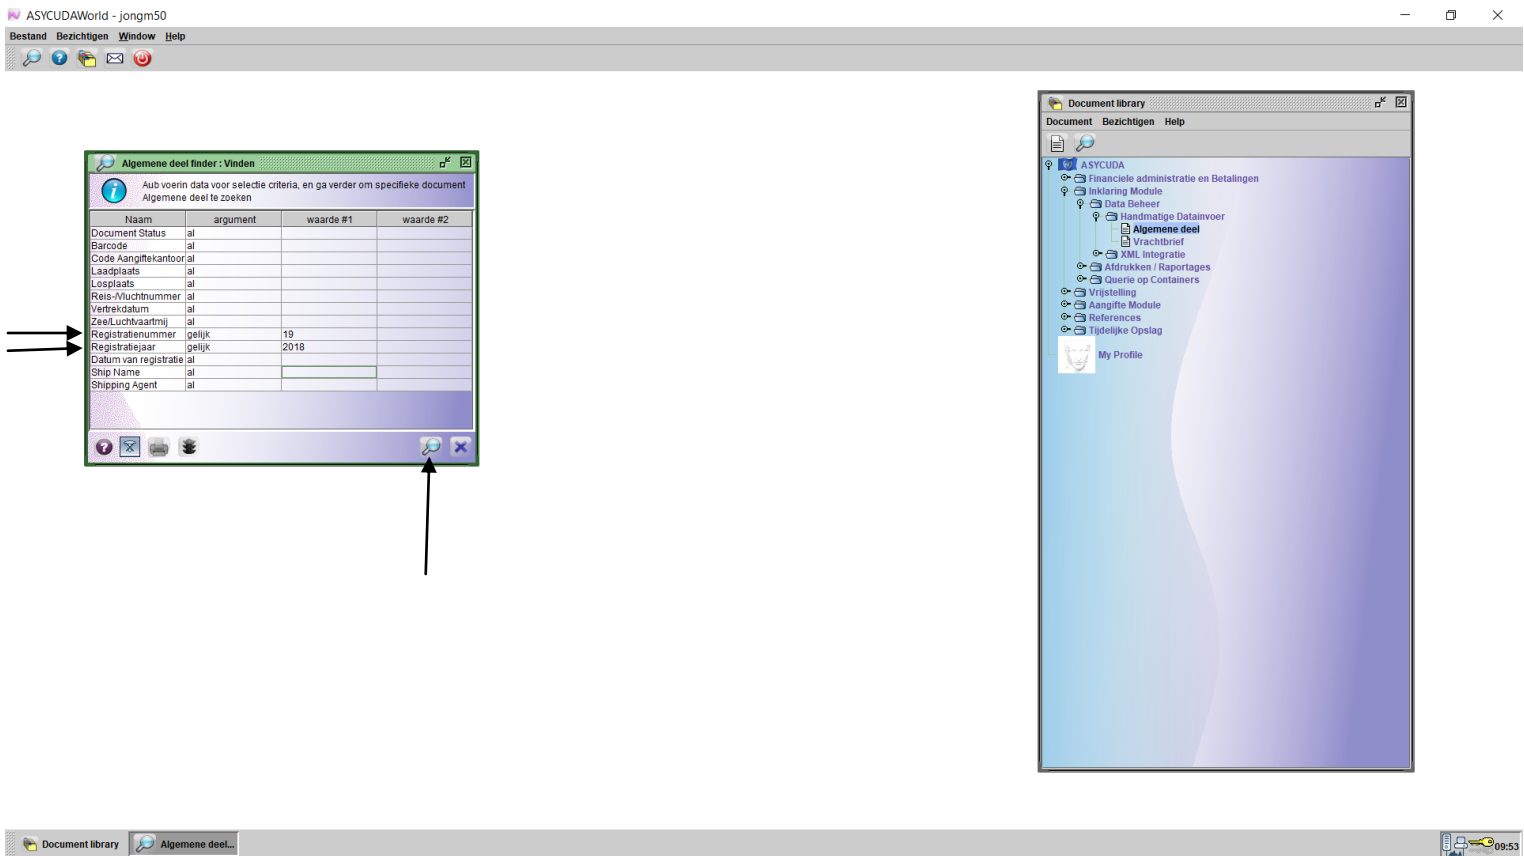 ASYCUDAWorld - jongm50
Bestand Bezichtigen Window Help
Algemene deel finder : Vinden
Aub voerin data voor selectie criteria, en ga verder om specifieke document
Algemene deel te zoeken
Naam argument waarde #1 waarde #2
Document Status al
Barcode al
Code Aangiftekantoor al
Laadplaats al
Losplaats al
Reis-/Vluchtnummer al
Vertrekdatum al
Zee/Luchtvaartmij al
Registratienummer gelijk 19
Registratiejaar gelijk 2018
Datum van registratie al
Ship Name al
Shipping Agent al
Document library
Document Bezichtigen Help
ASYCUDA
Financiele administratie en Betalingen
Inklaring Module
Data Beheer
Handmatige Datainvoer
Algemene deel
Vrachtbrief
XML Integratie
Afdrukken / Raportages
Querie op Containers
Vrijstelling
Aangifte Module
References
Tijdelijke Opslag
My Profile
Document library Algemene deel... 09:53